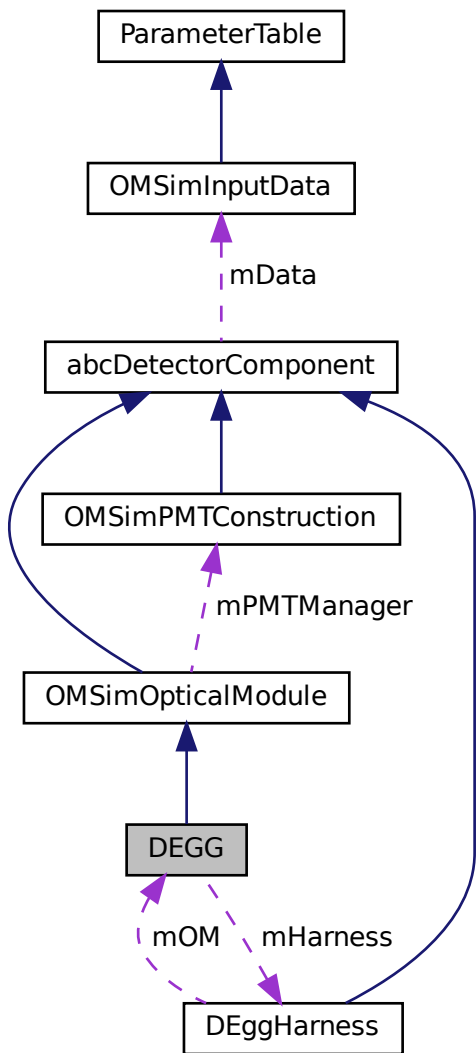 ParameterTable
OMSimInputData
mData
abcDetectorComponent
OMSimPMTConstruction
mPMTManager
OMSimOpticalModule
DEGG
mOM
mHarness
DEggHarness